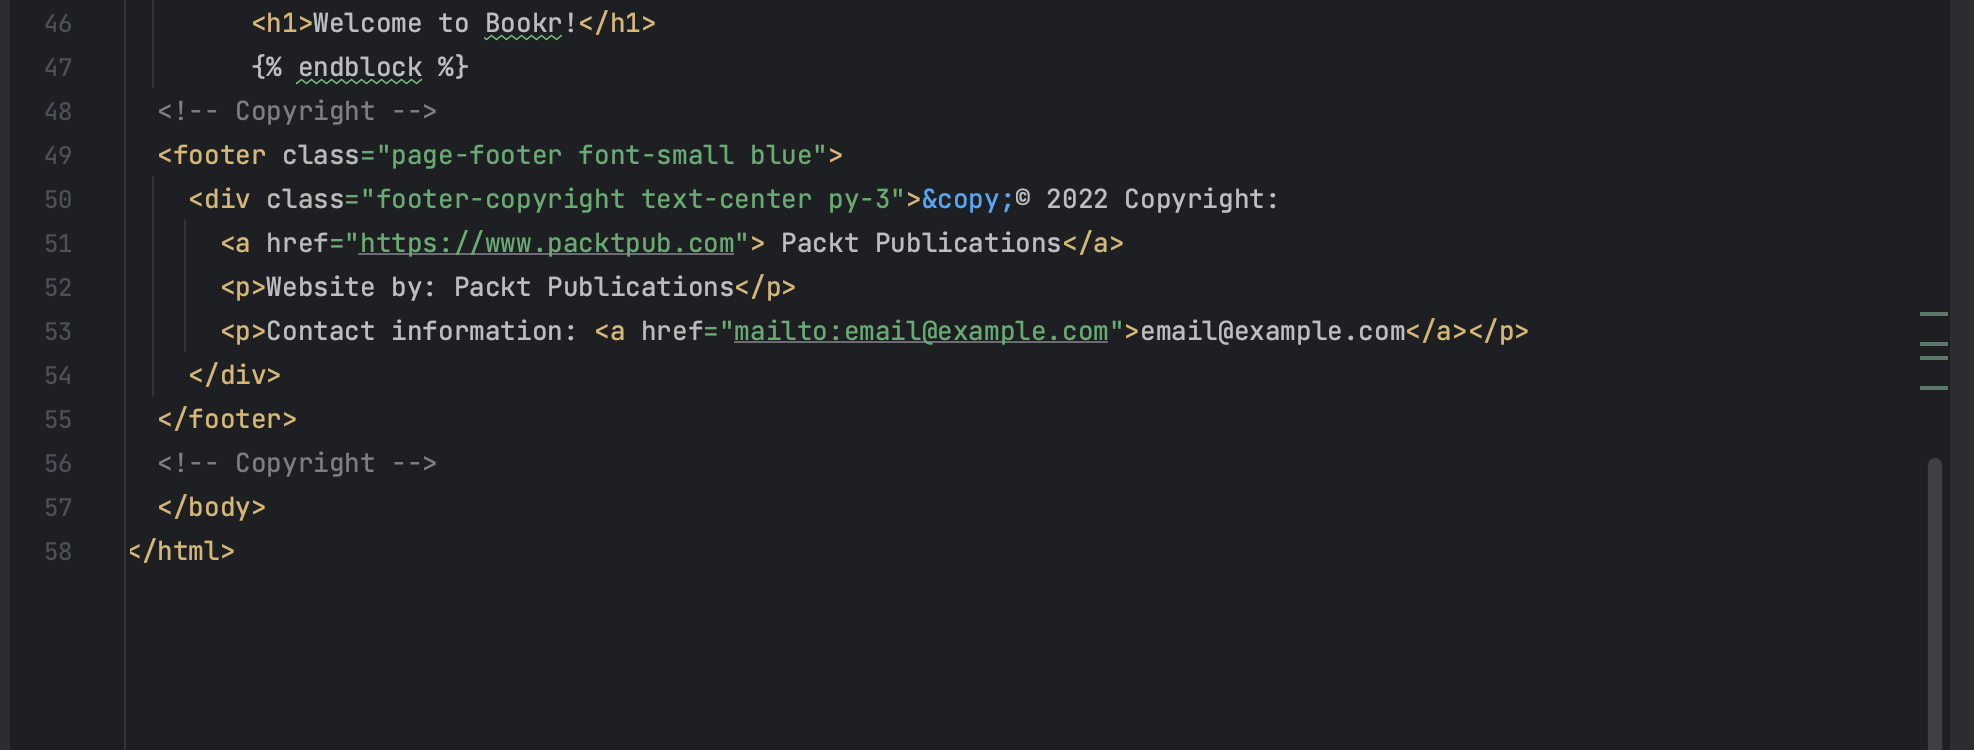 46 <h1>Welcome to Bookr!</h1>
47 {% endblock %}
48 <!-- Copyright -->
49 <footer class="page-footer font-small blue">
50 <div class="footer-copyright text-center py-3">&copy;© 2022 Copyright:
51 <a href="https://www.packtpub.com"> Packt Publications</a>
52 <p>Website by: Packt Publications</p>
53 <p>Contact information: <a href="mailto:email@example.com">email@example.com</a></p>
54 </div>
55 </footer>
56 <!-- Copyright -->
57 </body>
58 </html>